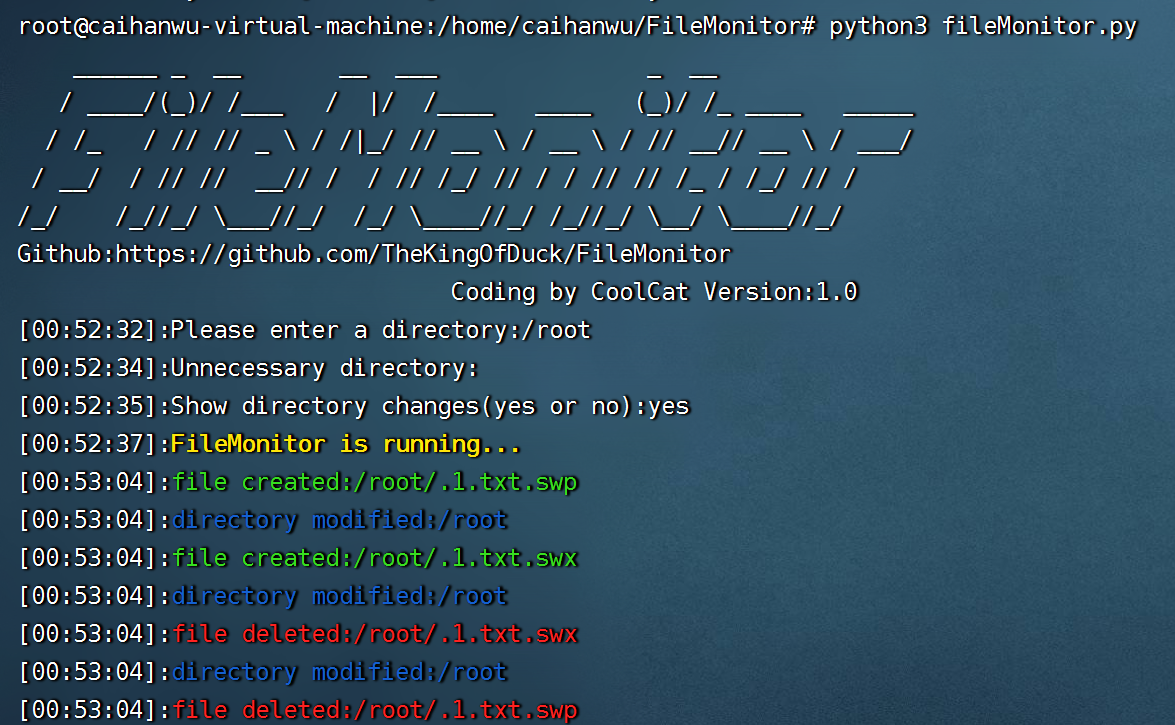 root@caihanwu-virtual-machine:/home/caihanwu/FileMonitor# python3 fileMonitor.py
FileMonitor
Github:https://github.com/TheKingOfDuck/FileMonitor
Coding by CoolCat Version:1.0
[00:52:32]:Please enter a directory:/root
[00:52:34]:Unnecessary directory:
[00:52:35]:Show directory changes(yes or no):yes
[00:52:37]:FileMonitor is running...
[00:53:04]:file created:/root/.1.txt.swp
[00:53:04]:directory modified:/root
[00:53:04]:file created:/root/.1.txt.swx
[00:53:04]:directory modified:/root
[00:53:04]:file deleted:/root/.1.txt.swx
[00:53:04]:directory modified:/root
[00:53:04]:file deleted:/root/.1.txt.swp